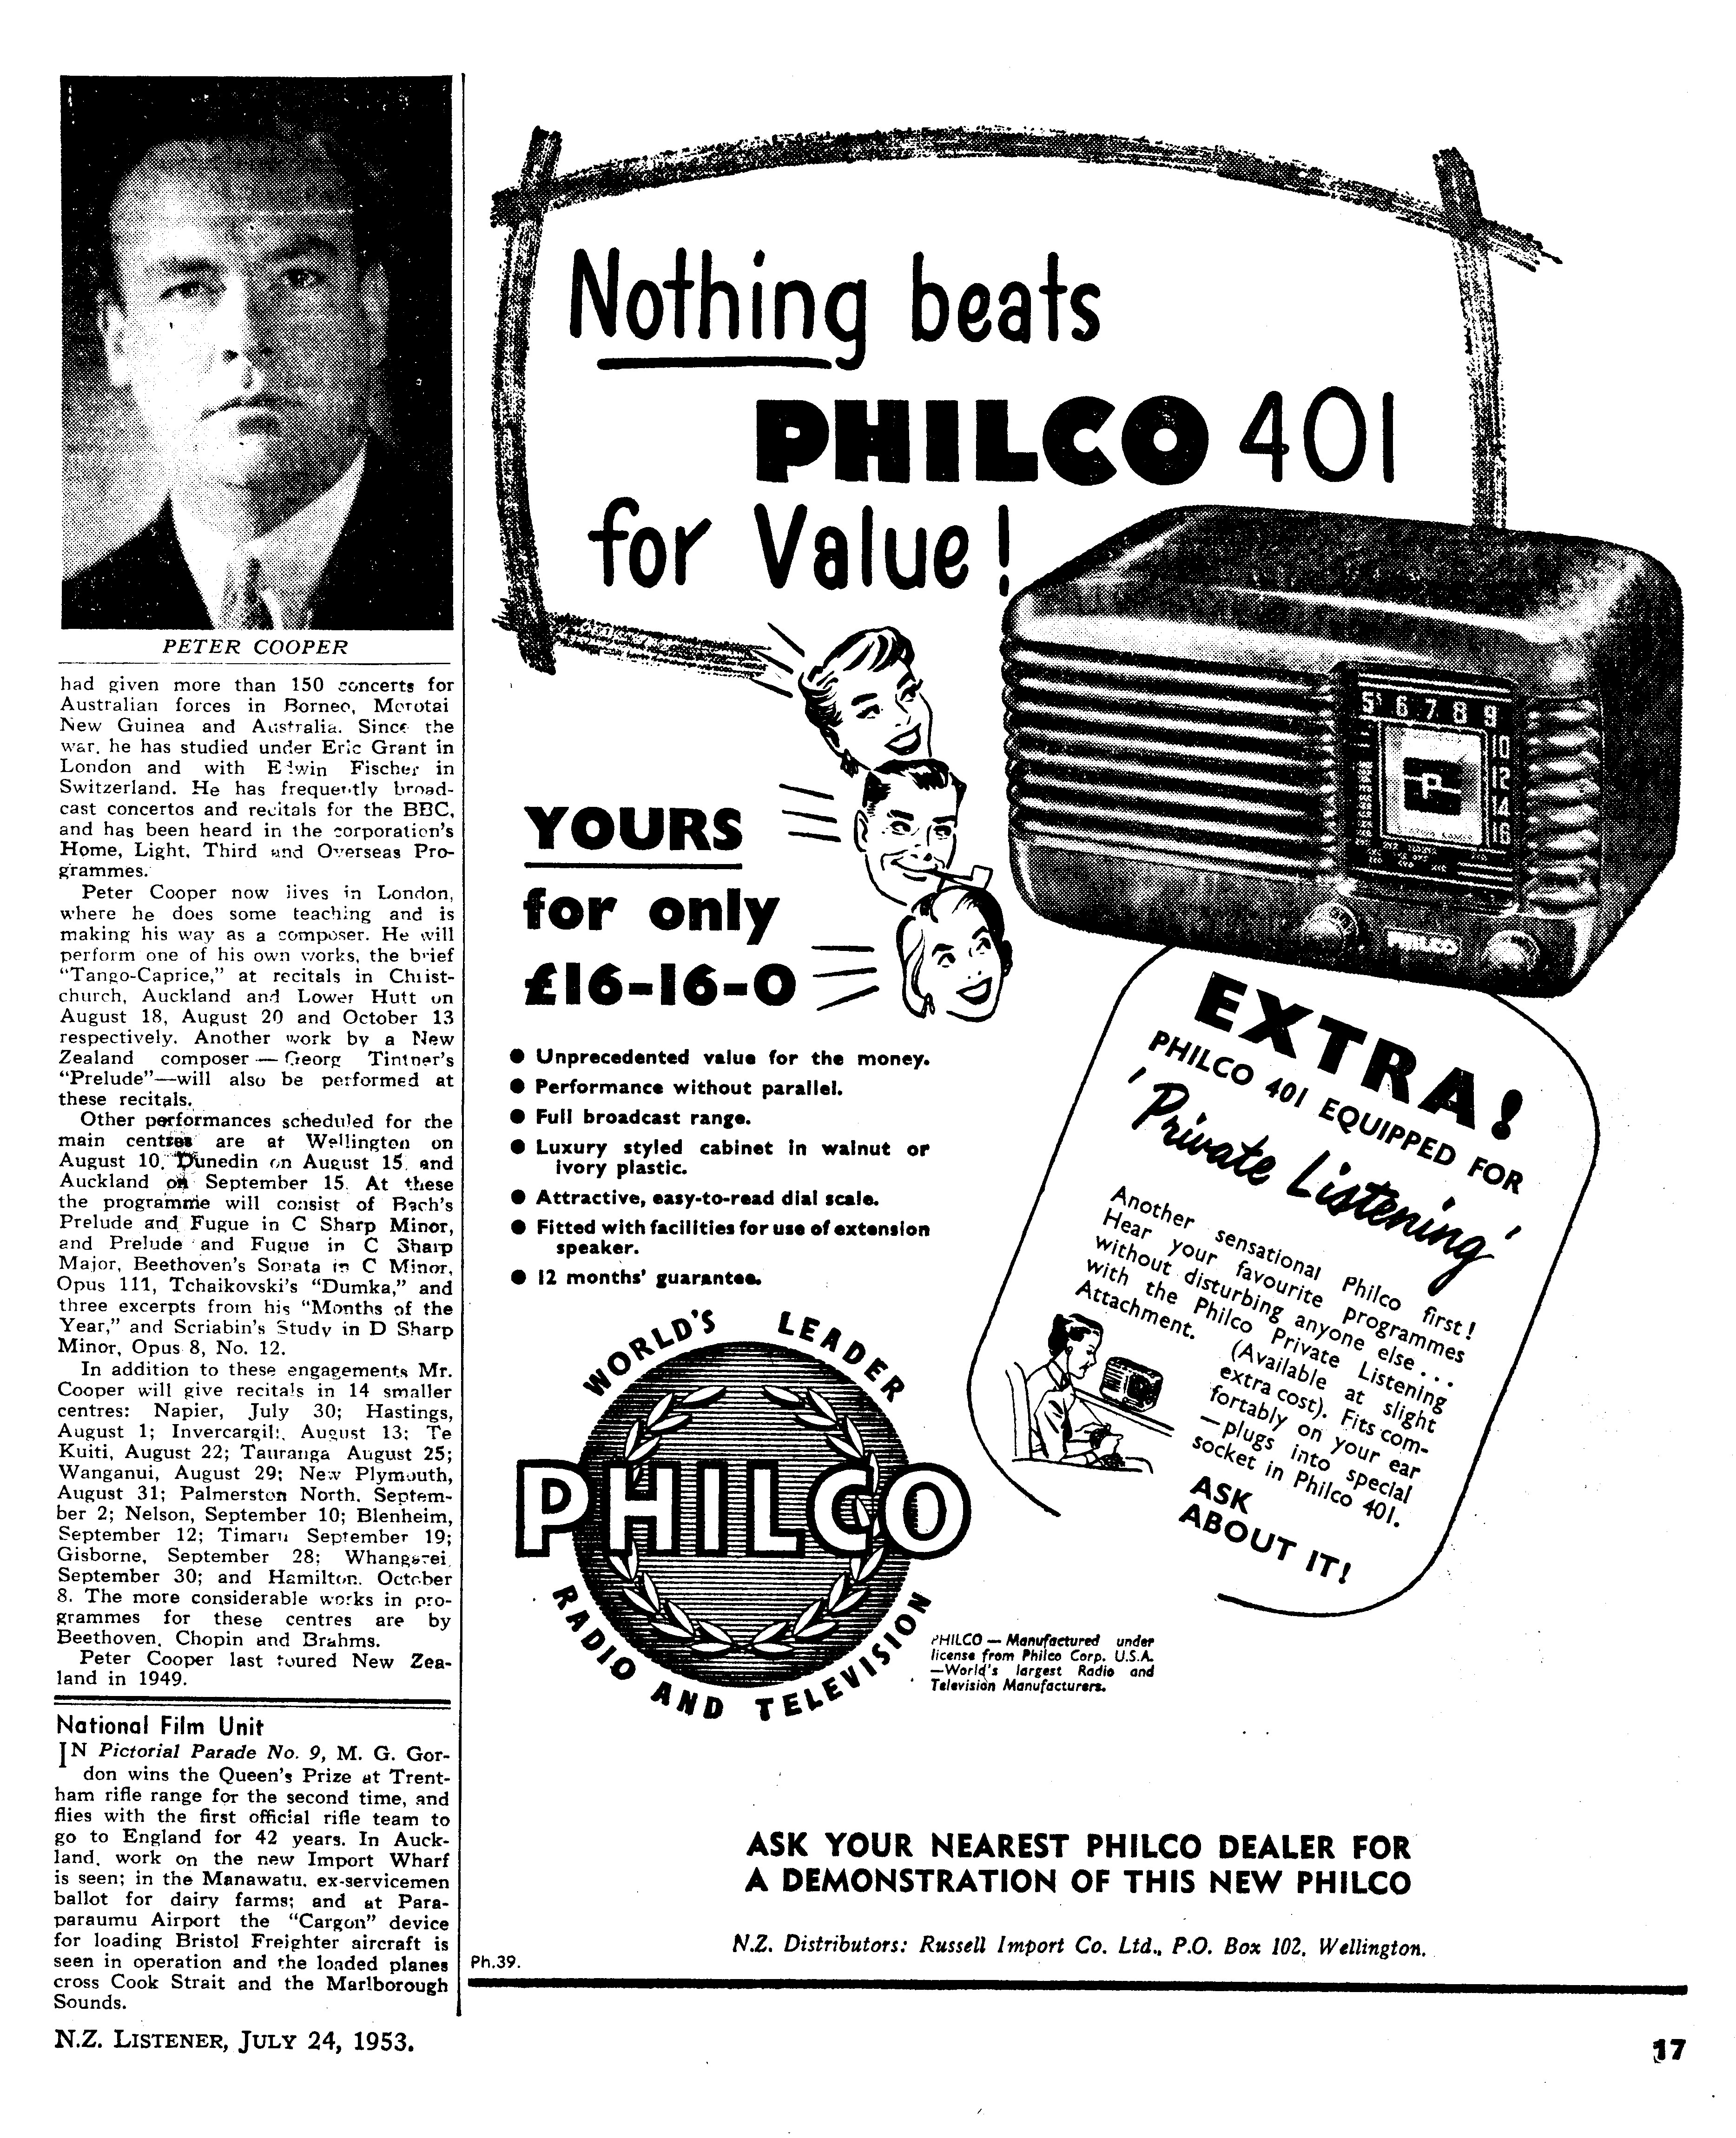 PETER COOPER
had given more than 150 concerts for
Australian forces in Borneo, Morotai
New Guinea and Australia. Since the
war, he has studied under Eric Grant in
London and with Edwin Fischer in
Switzerland. He has frequently broad-
cast concertos and recitals for the BBC,
and has been heard in the corporation's
Home, Light, Third and Overseas Pro-
grammes.
Peter Cooper now lives in London,
where he does some teaching and is
making his way as a composer. He will
perform one of his own works, the brief
"Tango-Caprice," at recitals in Christ-
church, Auckland and Lower Hutt on
August 18, August 20 and October 13
respectively. Another work by a New
Zealand composer — Georg Tintner's
"Prelude"—will also be performed at
these recitals.
Other performances scheduled for the
main centres are at Wellington on
August 10, Dunedin on August 15, and
Auckland on September 15. At these
the programme will consist of Bach's
Prelude and Fugue in C Sharp Minor,
and Prelude and Fugue in C Sharp
Major, Beethoven's Sonata in C Minor,
Opus 111, Tchaikovski's "Dumka," and
three excerpts from his "Months of the
Year," and Scriabin's Study in D Sharp
Minor, Opus 8, No. 12.
In addition to these engagements Mr.
Cooper will give recitals in 14 smaller
centres: Napier, July 30; Hastings,
August 1; Invercargill, August 13; Te
Kuiti, August 22; Tauranga August 25;
Wanganui, August 29; New Plymouth,
August 31; Palmerston North, Septem-
ber 2; Nelson, September 10; Blenheim,
September 12; Timaru September 19;
Gisborne, September 28; Whangarei
September 30; and Hamilton, October
8. The more considerable works in pro-
grammes for these centres are by
Beethoven, Chopin and Brahms.
Peter Cooper last toured New Zea-
land in 1949.
National Film Unit
IN Pictorial Parade No. 9, M. G. Gor-
don wins the Queen's Prize at Trent-
ham rifle range for the second time, and
flies with the first official rifle team to
go to England for 42 years. In Auck-
land, work on the new Import Wharf
is seen; in the Manawatu, ex-servicemen
ballot for dairy farms; and at Para-
paraumu Airport the "Cargon" device
for loading Bristol Freighter aircraft is
seen in operation and the loaded planes
cross Cook Strait and the Marlborough
Sounds.
Nothing beats
PHILCO 401
for Value!
5 6 7 8 9
10
12
14
16
P
PHILCO
YOURS
for only
£16-16-0
● Unprecedented value for the money.
● Performance without parallel.
● Full broadcast range.
● Luxury styled cabinet in walnut or
ivory plastic.
● Attractive, easy-to-read dial scale.
● Fitted with facilities for use of extension
speaker.
● 12 months' guarantee.
EXTRA!
PHILCO 401 EQUIPPED FOR
'Private Listening'
Another sensational Philco first!
Hear your favourite programmes
without disturbing anyone else . . .
with the Philco Private Listening
Attachment. (Available at slight
extra cost). Fits com-
fortably on your ear
—plugs into special
socket in Philco 401.
ASK
ABOUT IT!
WORLD'S LEADER
PHILCO
RADIO AND TELEVISION
PHILCO — Manufactured under
license from Philco Corp. U.S.A.
—World's largest Radio and
Television Manufacturers.
ASK YOUR NEAREST PHILCO DEALER FOR
A DEMONSTRATION OF THIS NEW PHILCO
N.Z. Distributors: Russell Import Co. Ltd., P.O. Box 102, Wellington.
Ph.39.
N.Z. LISTENER, JULY 24, 1953.
17